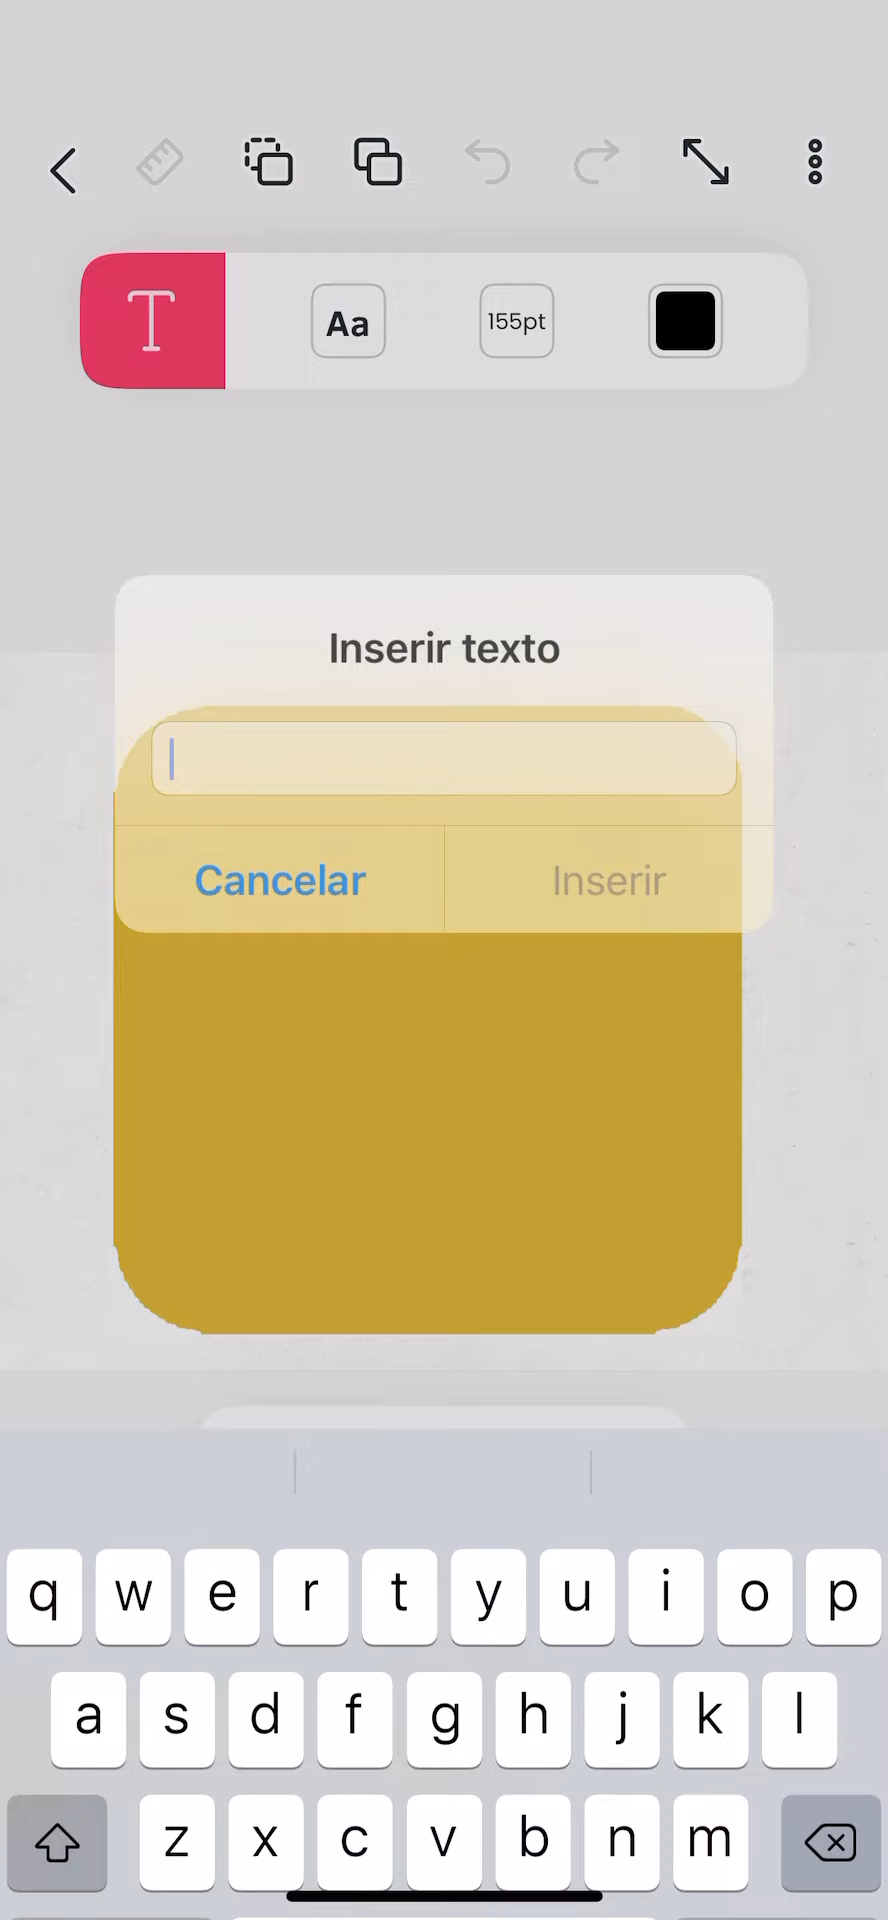 T
Aa
155pt
Inserir texto
Cancelar
Inserir
q w e r t y u i o p
a s d f g h j k l
z x c v b n m